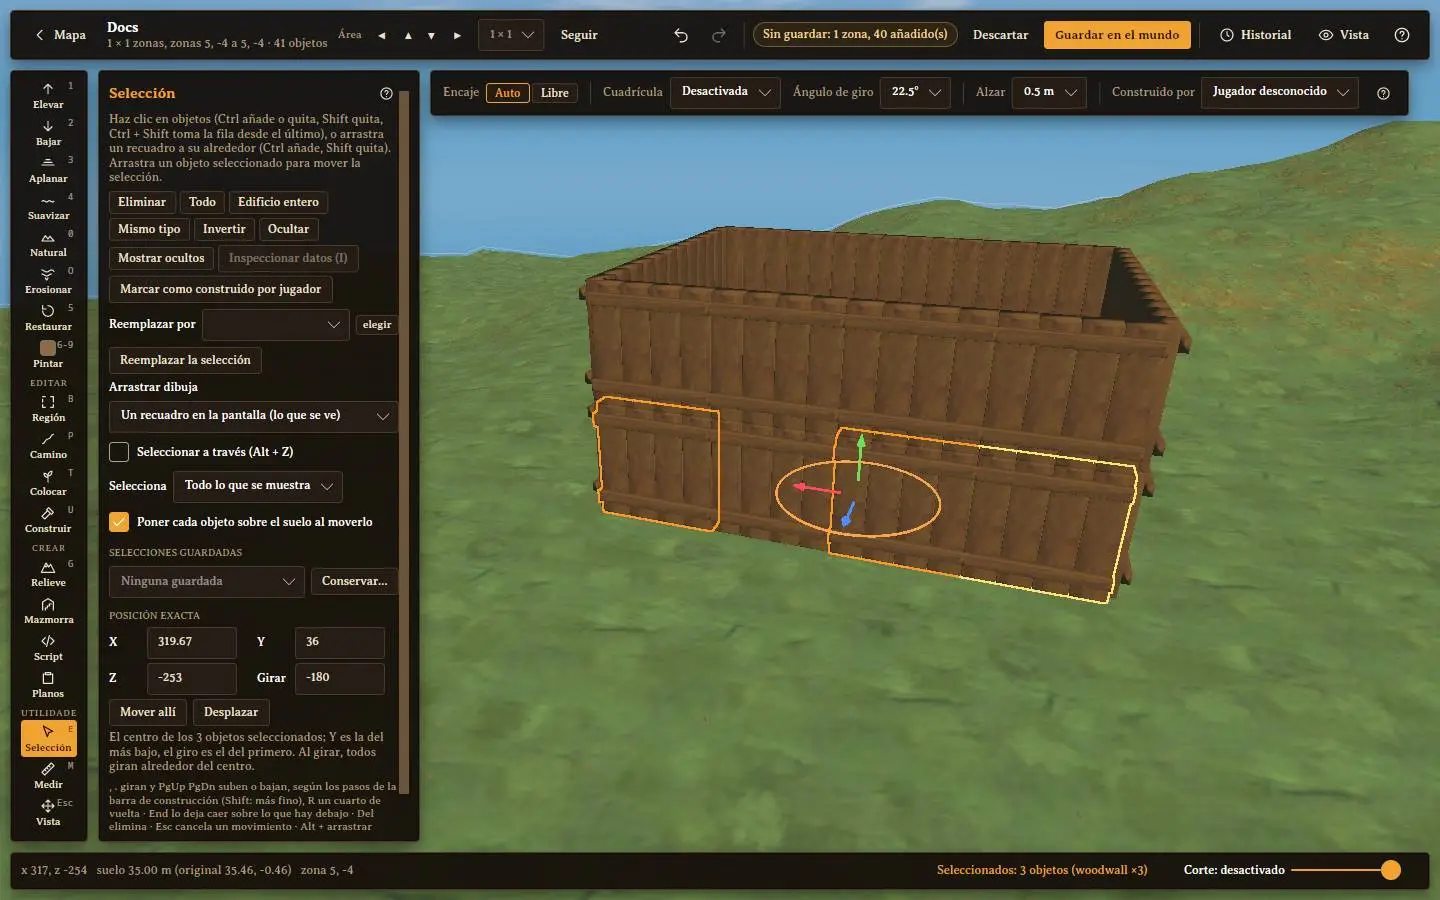 Mapa
Docs
1 × 1 zonas, zonas 5, -4 a 5, -4 · 41 objetos
Área
1 × 1
Seguir
Sin guardar: 1 zona, 40 añadido(s)
Descartar
Guardar en el mundo
Historial
Vista
Encaje
Auto
Libre
Cuadrícula
Desactivada
Ángulo de giro
22.5°
Alzar
0.5 m
Construido por
Jugador desconocido
1
Elevar
2
Bajar
3
Aplanar
4
Suavizar
0
Natural
O
Erosionar
5
Restaurar
6-9
Pintar
EDITAR
B
Región
P
Camino
T
Colocar
U
Construir
CREAR
G
Relieve
Mazmorra
Script
Planos
UTILIDADE
E
Selección
M
Medir
Esc
Vista
Selección
Haz clic en objetos (Ctrl añade o quita, Shift quita,
Ctrl + Shift toma la fila desde el último), o arrastra
un recuadro a su alrededor (Ctrl añade, Shift quita).
Arrastra un objeto seleccionado para mover la
selección.
Eliminar
Todo
Edificio entero
Mismo tipo
Invertir
Ocultar
Mostrar ocultos
Inspeccionar datos (I)
Marcar como construido por jugador
Reemplazar por
elegir
Reemplazar la selección
Arrastrar dibuja
Un recuadro en la pantalla (lo que se ve)
Seleccionar a través (Alt + Z)
Selecciona
Todo lo que se muestra
Poner cada objeto sobre el suelo al moverlo
SELECCIONES GUARDADAS
Ninguna guardada
Conservar...
POSICIÓN EXACTA
X
319.67
Y
36
Z
-253
Girar
-180
Mover allí
Desplazar
El centro de los 3 objetos seleccionados; Y es la del
más bajo, el giro es el del primero. Al girar, todos
giran alrededor del centro.
, . giran y PgUp PgDn suben o bajan, según los pasos de la
barra de construcción (Shift: más fino), R un cuarto de
vuelta · End lo deja caer sobre lo que hay debajo · Del
elimina · Esc cancela un movimiento · Alt + arrastrar
x 317, z -254 suelo 35.00 m (original 35.46, -0.46) zona 5, -4
Seleccionados: 3 objetos (woodwall ×3)
Corte: desactivado